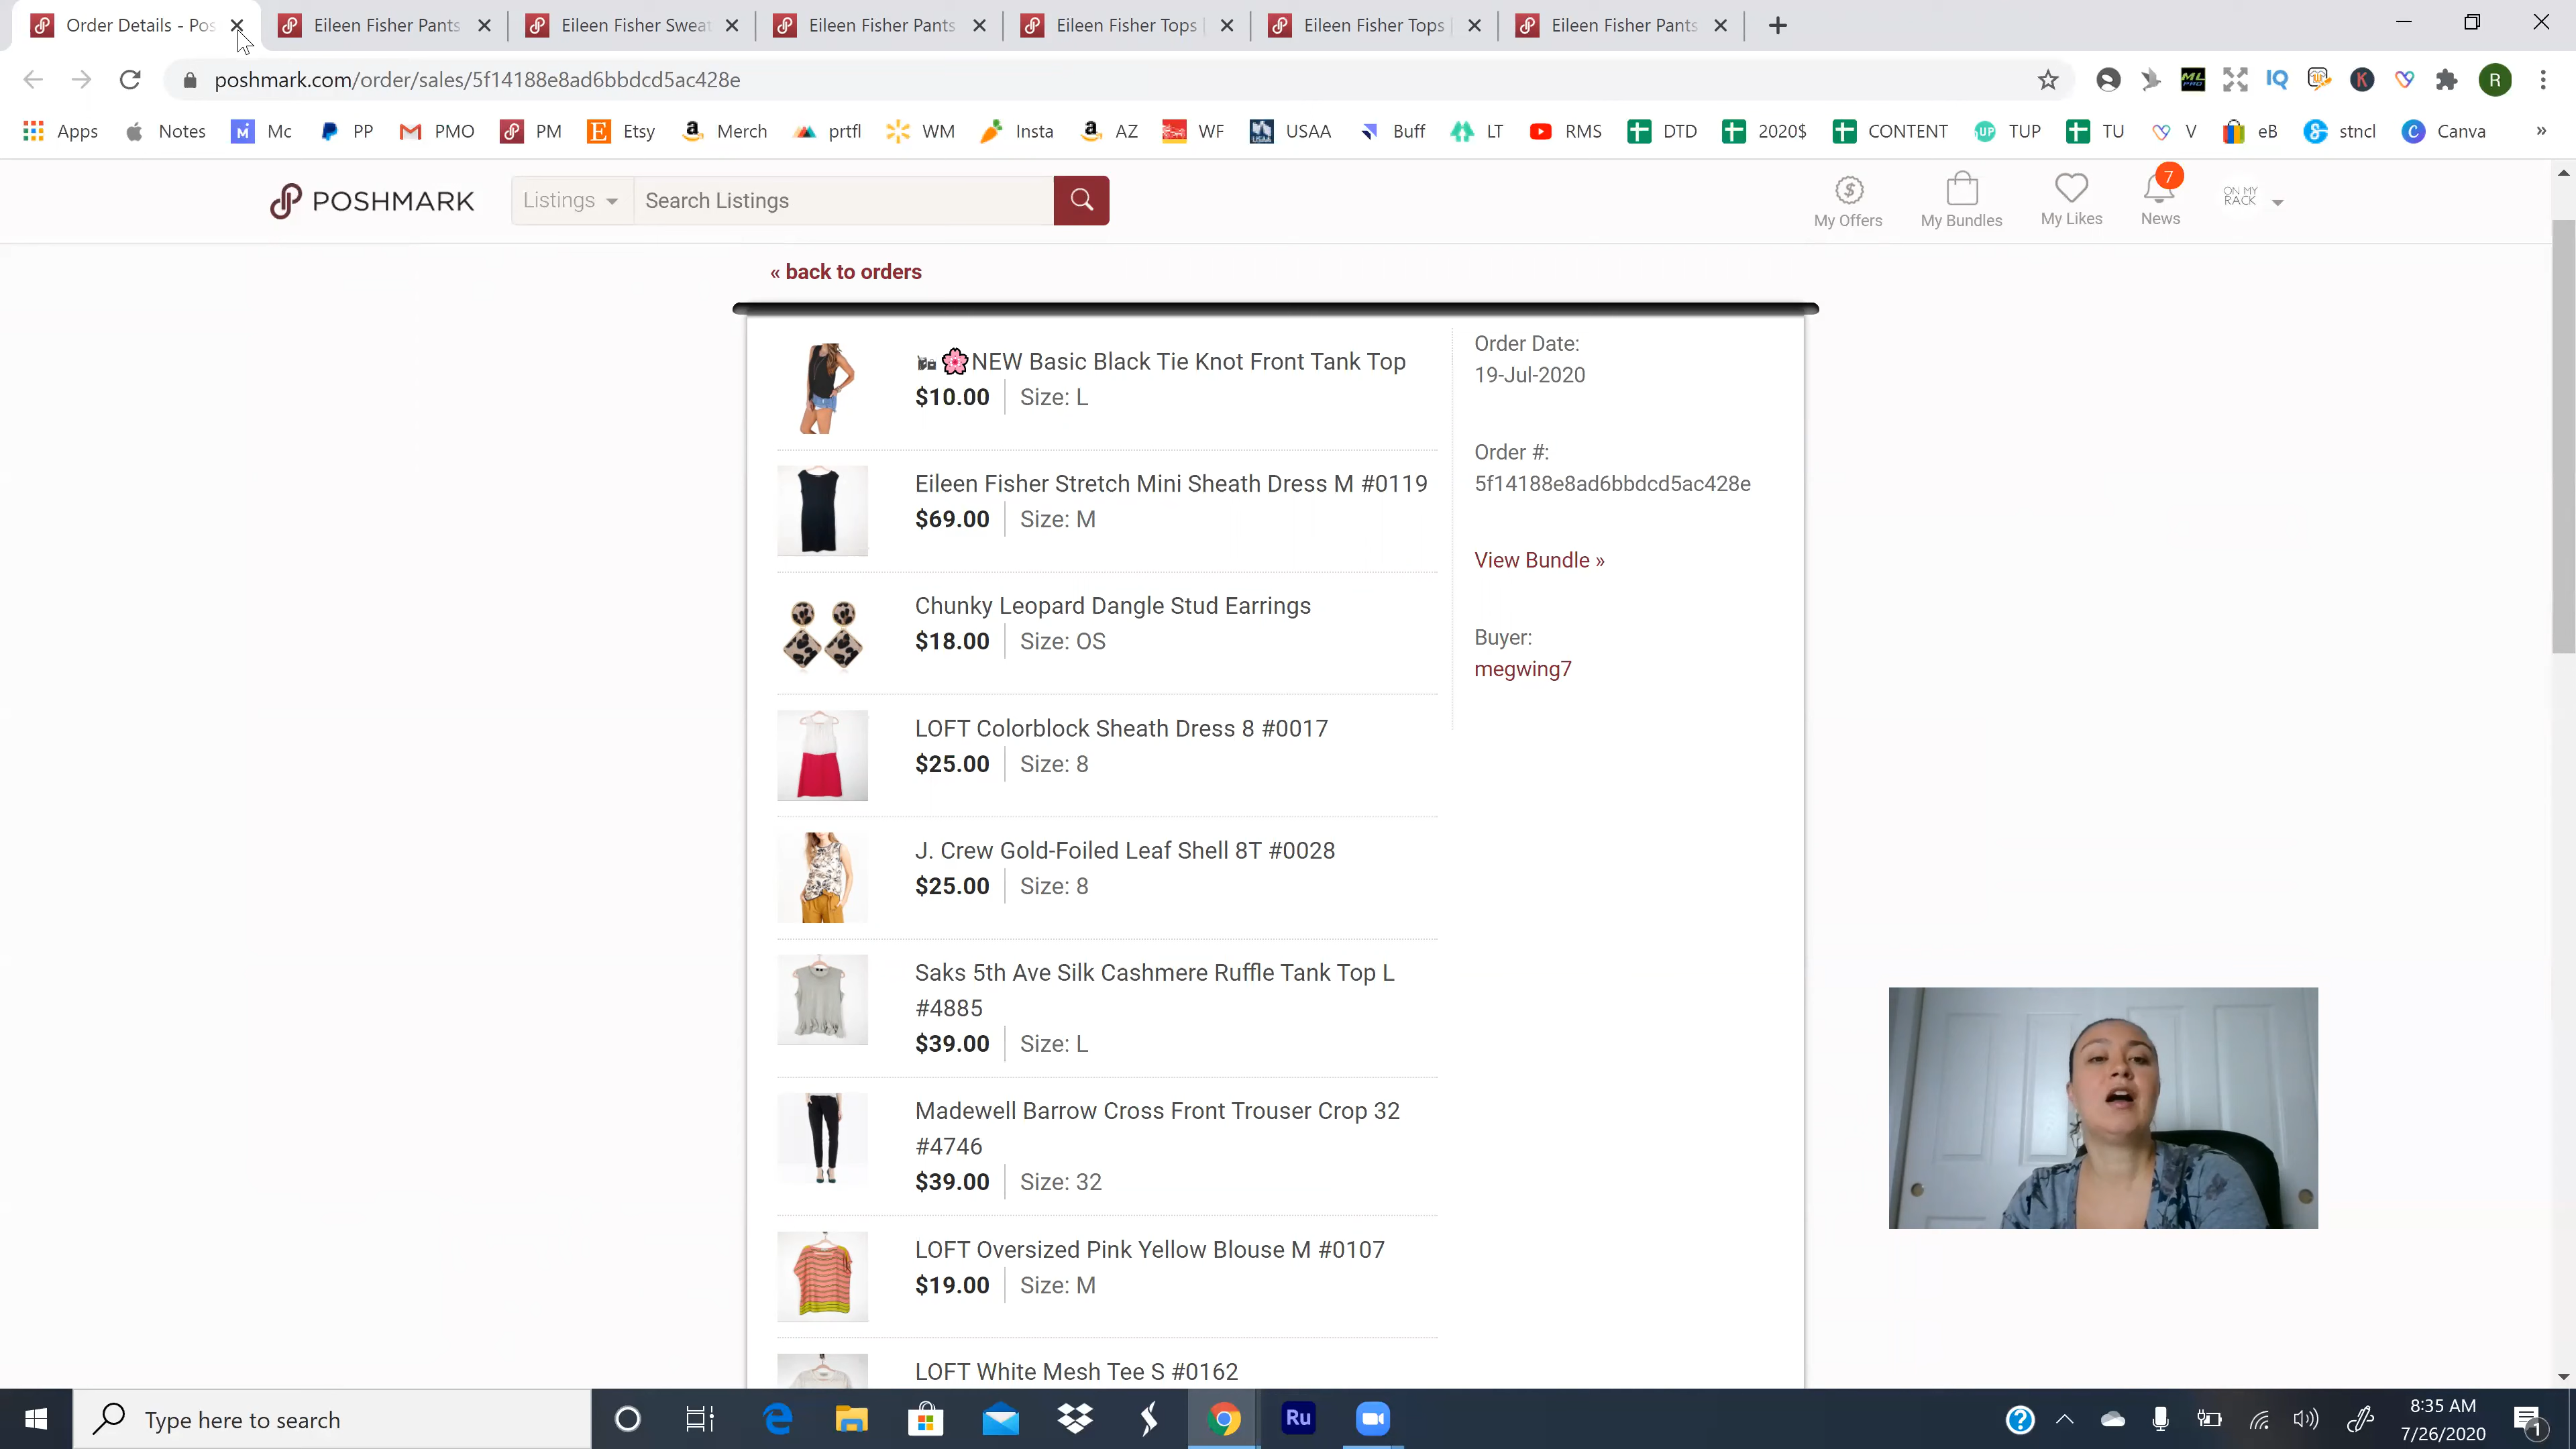 Order Details - Pos
Eileen Fisher Pants
Eileen Fisher Sweat
Eileen Fisher Pants
Eileen Fisher Tops |
Eileen Fisher Tops |
Eileen Fisher Pants
poshmark.com/order/sales/5f14188e8ad6bbdcd5ac428e
ML PRO
IQ
K
R
Apps Notes Mc PP PMO PM Etsy Merch prtfl WM Insta AZ WF USAA Buff LT RMS DTD 2020$ CONTENT TUP TU V eB stncl Canva »
POSHMARK
Listings
Search Listings
My Offers
My Bundles
My Likes
7
News
ON MY
RACK
« back to orders
NEW Basic Black Tie Knot Front Tank Top
$10.00 Size: L
Eileen Fisher Stretch Mini Sheath Dress M #0119
$69.00 Size: M
Chunky Leopard Dangle Stud Earrings
$18.00 Size: OS
LOFT Colorblock Sheath Dress 8 #0017
$25.00 Size: 8
J. Crew Gold-Foiled Leaf Shell 8T #0028
$25.00 Size: 8
Saks 5th Ave Silk Cashmere Ruffle Tank Top L
#4885
$39.00 Size: L
Madewell Barrow Cross Front Trouser Crop 32
#4746
$39.00 Size: 32
LOFT Oversized Pink Yellow Blouse M #0107
$19.00 Size: M
LOFT White Mesh Tee S #0162
Order Date:
19-Jul-2020
Order #:
5f14188e8ad6bbdcd5ac428e
View Bundle »
Buyer:
megwing7
Type here to search
Ru
8:35 AM
7/26/2020
1